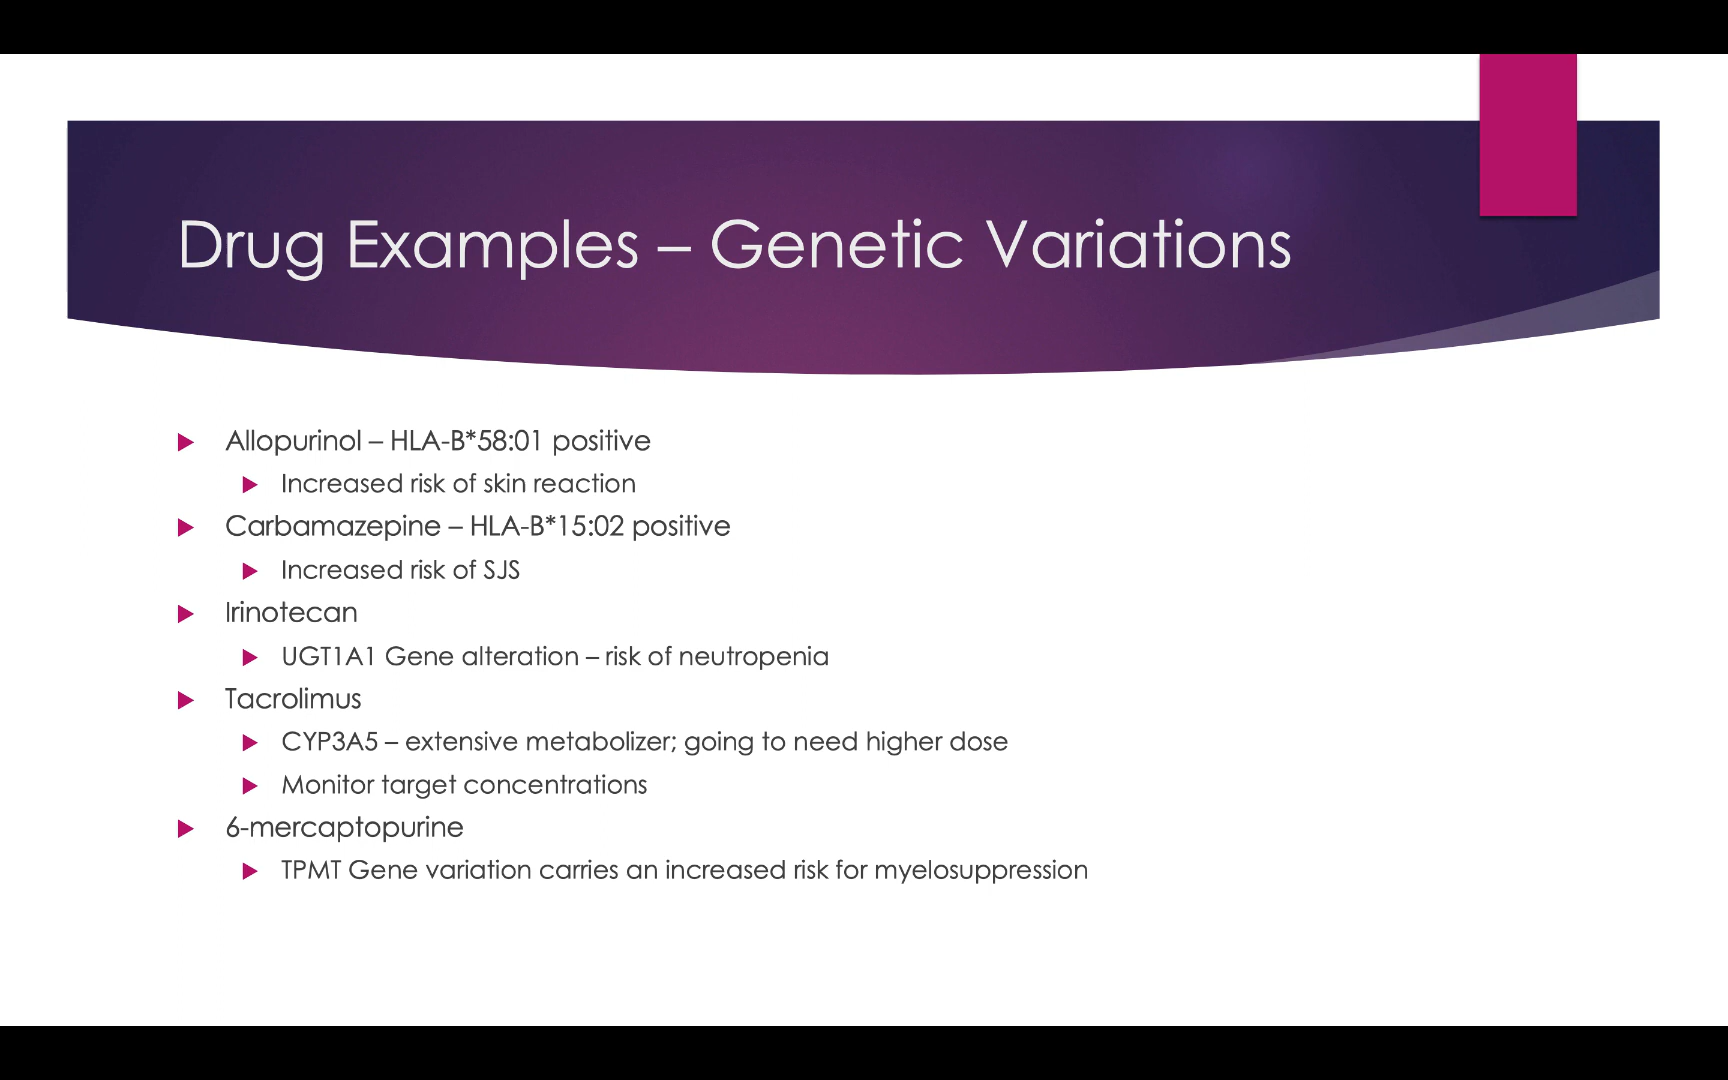 Drug Examples – Genetic Variations
Allopurinol – HLA-B*58:01 positive
Increased risk of skin reaction
Carbamazepine – HLA-B*15:02 positive
Increased risk of SJS
Irinotecan
UGT1A1 Gene alteration – risk of neutropenia
Tacrolimus
CYP3A5 – extensive metabolizer; going to need higher dose
Monitor target concentrations
6-mercaptopurine
TPMT Gene variation carries an increased risk for myelosuppression